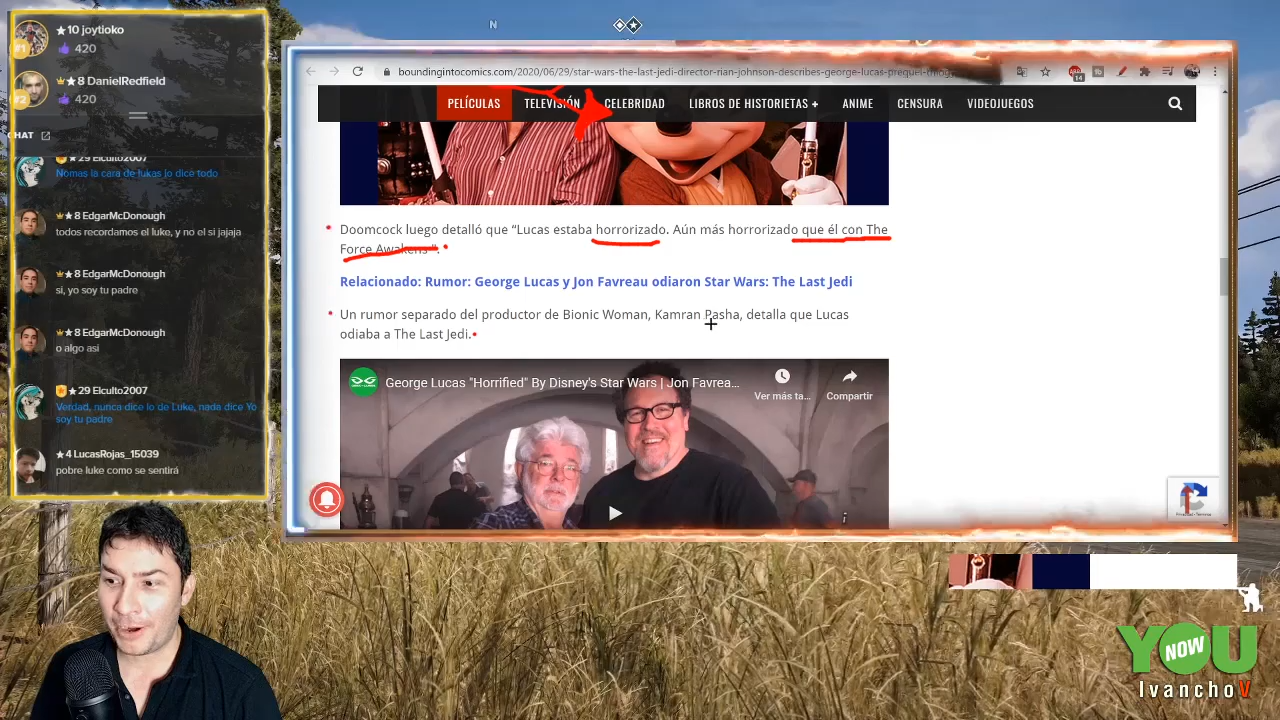 N
#1
★10 joytioko
420
#2
★8 DanielRedfield
420
CHAT
★29 Elculto2007
Nomas la cara de lukas lo dice todo
★8 EdgarMcDonough
todos recordamos el luke, y no el si jajaja
★8 EdgarMcDonough
si, yo soy tu padre
★8 EdgarMcDonough
o algo asi
★29 Elculto2007
Verdad, nunca dice lo de Luke, nada dice Yo
soy tu padre
★4 LucasRojas_15039
pobre luke como se sentirá
boundingintocomics.com/2020/06/29/star-wars-the-last-jedi-director-rian-johnson-describes-george-lucas-prequel-
14
PELÍCULAS TELEVISIÓN CELEBRIDAD LIBROS DE HISTORIETAS + ANIME CENSURA VIDEOJUEGOS
Doomcock luego detalló que “Lucas estaba horrorizado. Aún más horrorizado que él con The
Force Awakens ”.
Relacionado: Rumor: George Lucas y Jon Favreau odiaron Star Wars: The Last Jedi
Un rumor separado del productor de Bionic Woman, Kamran Pasha, detalla que Lucas
odiaba a The Last Jedi.
George Lucas "Horrified" By Disney's Star Wars | Jon Favrea...
Ver más ta...
Compartir
Privacidad - Términos
YOU
NOW
IvanchoV